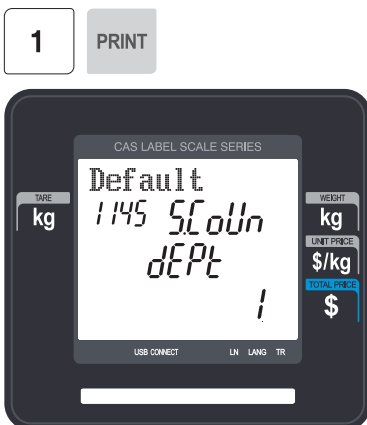 1 PRINT
CAS LABEL SCALE SERIES
Default
TARE
kg
1145 S.CoUn
dEPt
1
WEIGHT
kg
UNIT PRICE
$/kg
TOTAL PRICE
$
USB CONNECT LN LANG TR